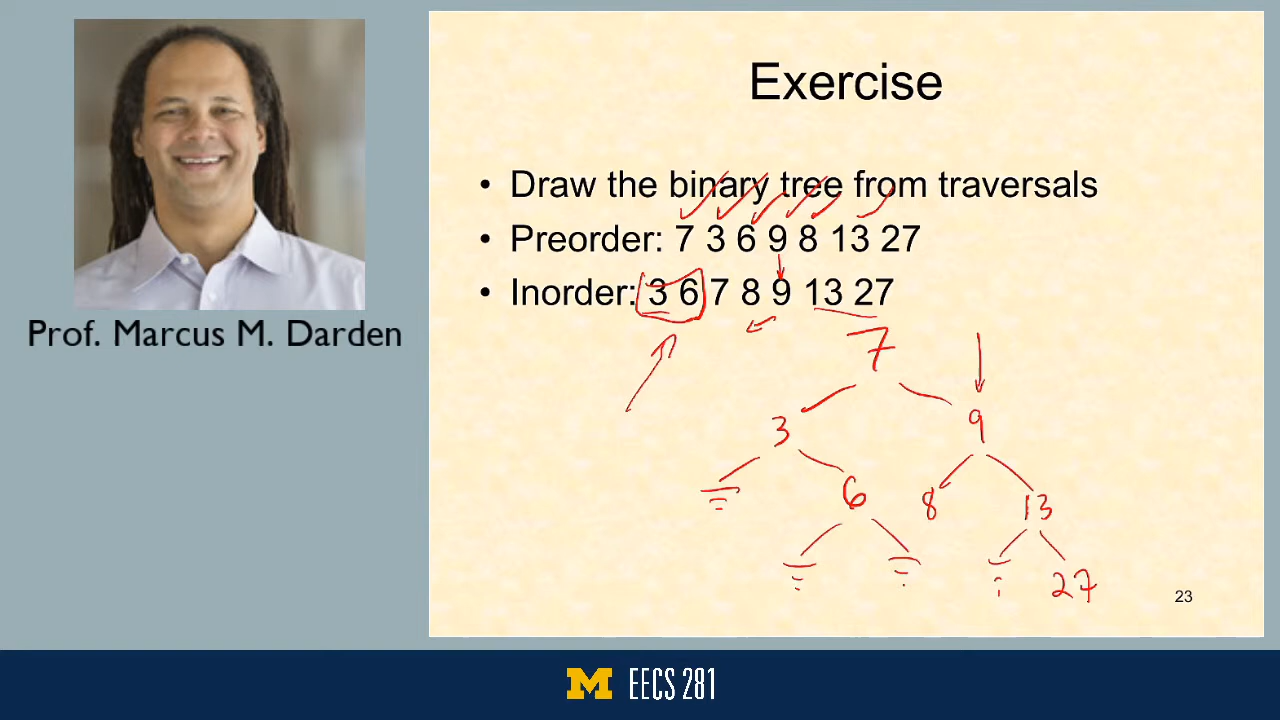 Exercise
• Draw the binary tree from traversals
• Preorder: 7 3 6 9 8 13 27
• Inorder: 3 6 7 8 9 13 27
Prof. Marcus M. Darden
7
3 9
6 8 13
27
23
M EECS 281